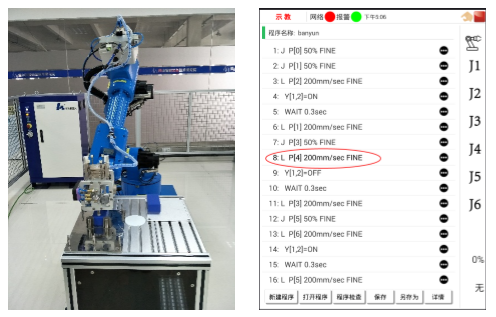 示 教 网络 报警 下午5:06
程序名称: banyun
1: J P[0] 50% FINE
2: J P[1] 50% FINE
3: L P[2] 200mm/sec FINE
4: Y[1,2]=ON
5: WAIT 0.3sec
6: L P[1] 200mm/sec FINE
7: J P[3] 50% FINE
8: L P[4] 200mm/sec FINE
9: Y[1,2]=OFF
10: WAIT 0.3sec
11: L P[3] 200mm/sec FINE
12: J P[5] 50% FINE
13: L P[6] 200mm/sec FINE
14: Y[1,2]=ON
15: WAIT 0.3sec
16: L P[5] 200mm/sec FINE
新建程序 打开程序 程序检查 保存 另存为 详情
J1
J2
J3
J4
J5
J6
0%
无